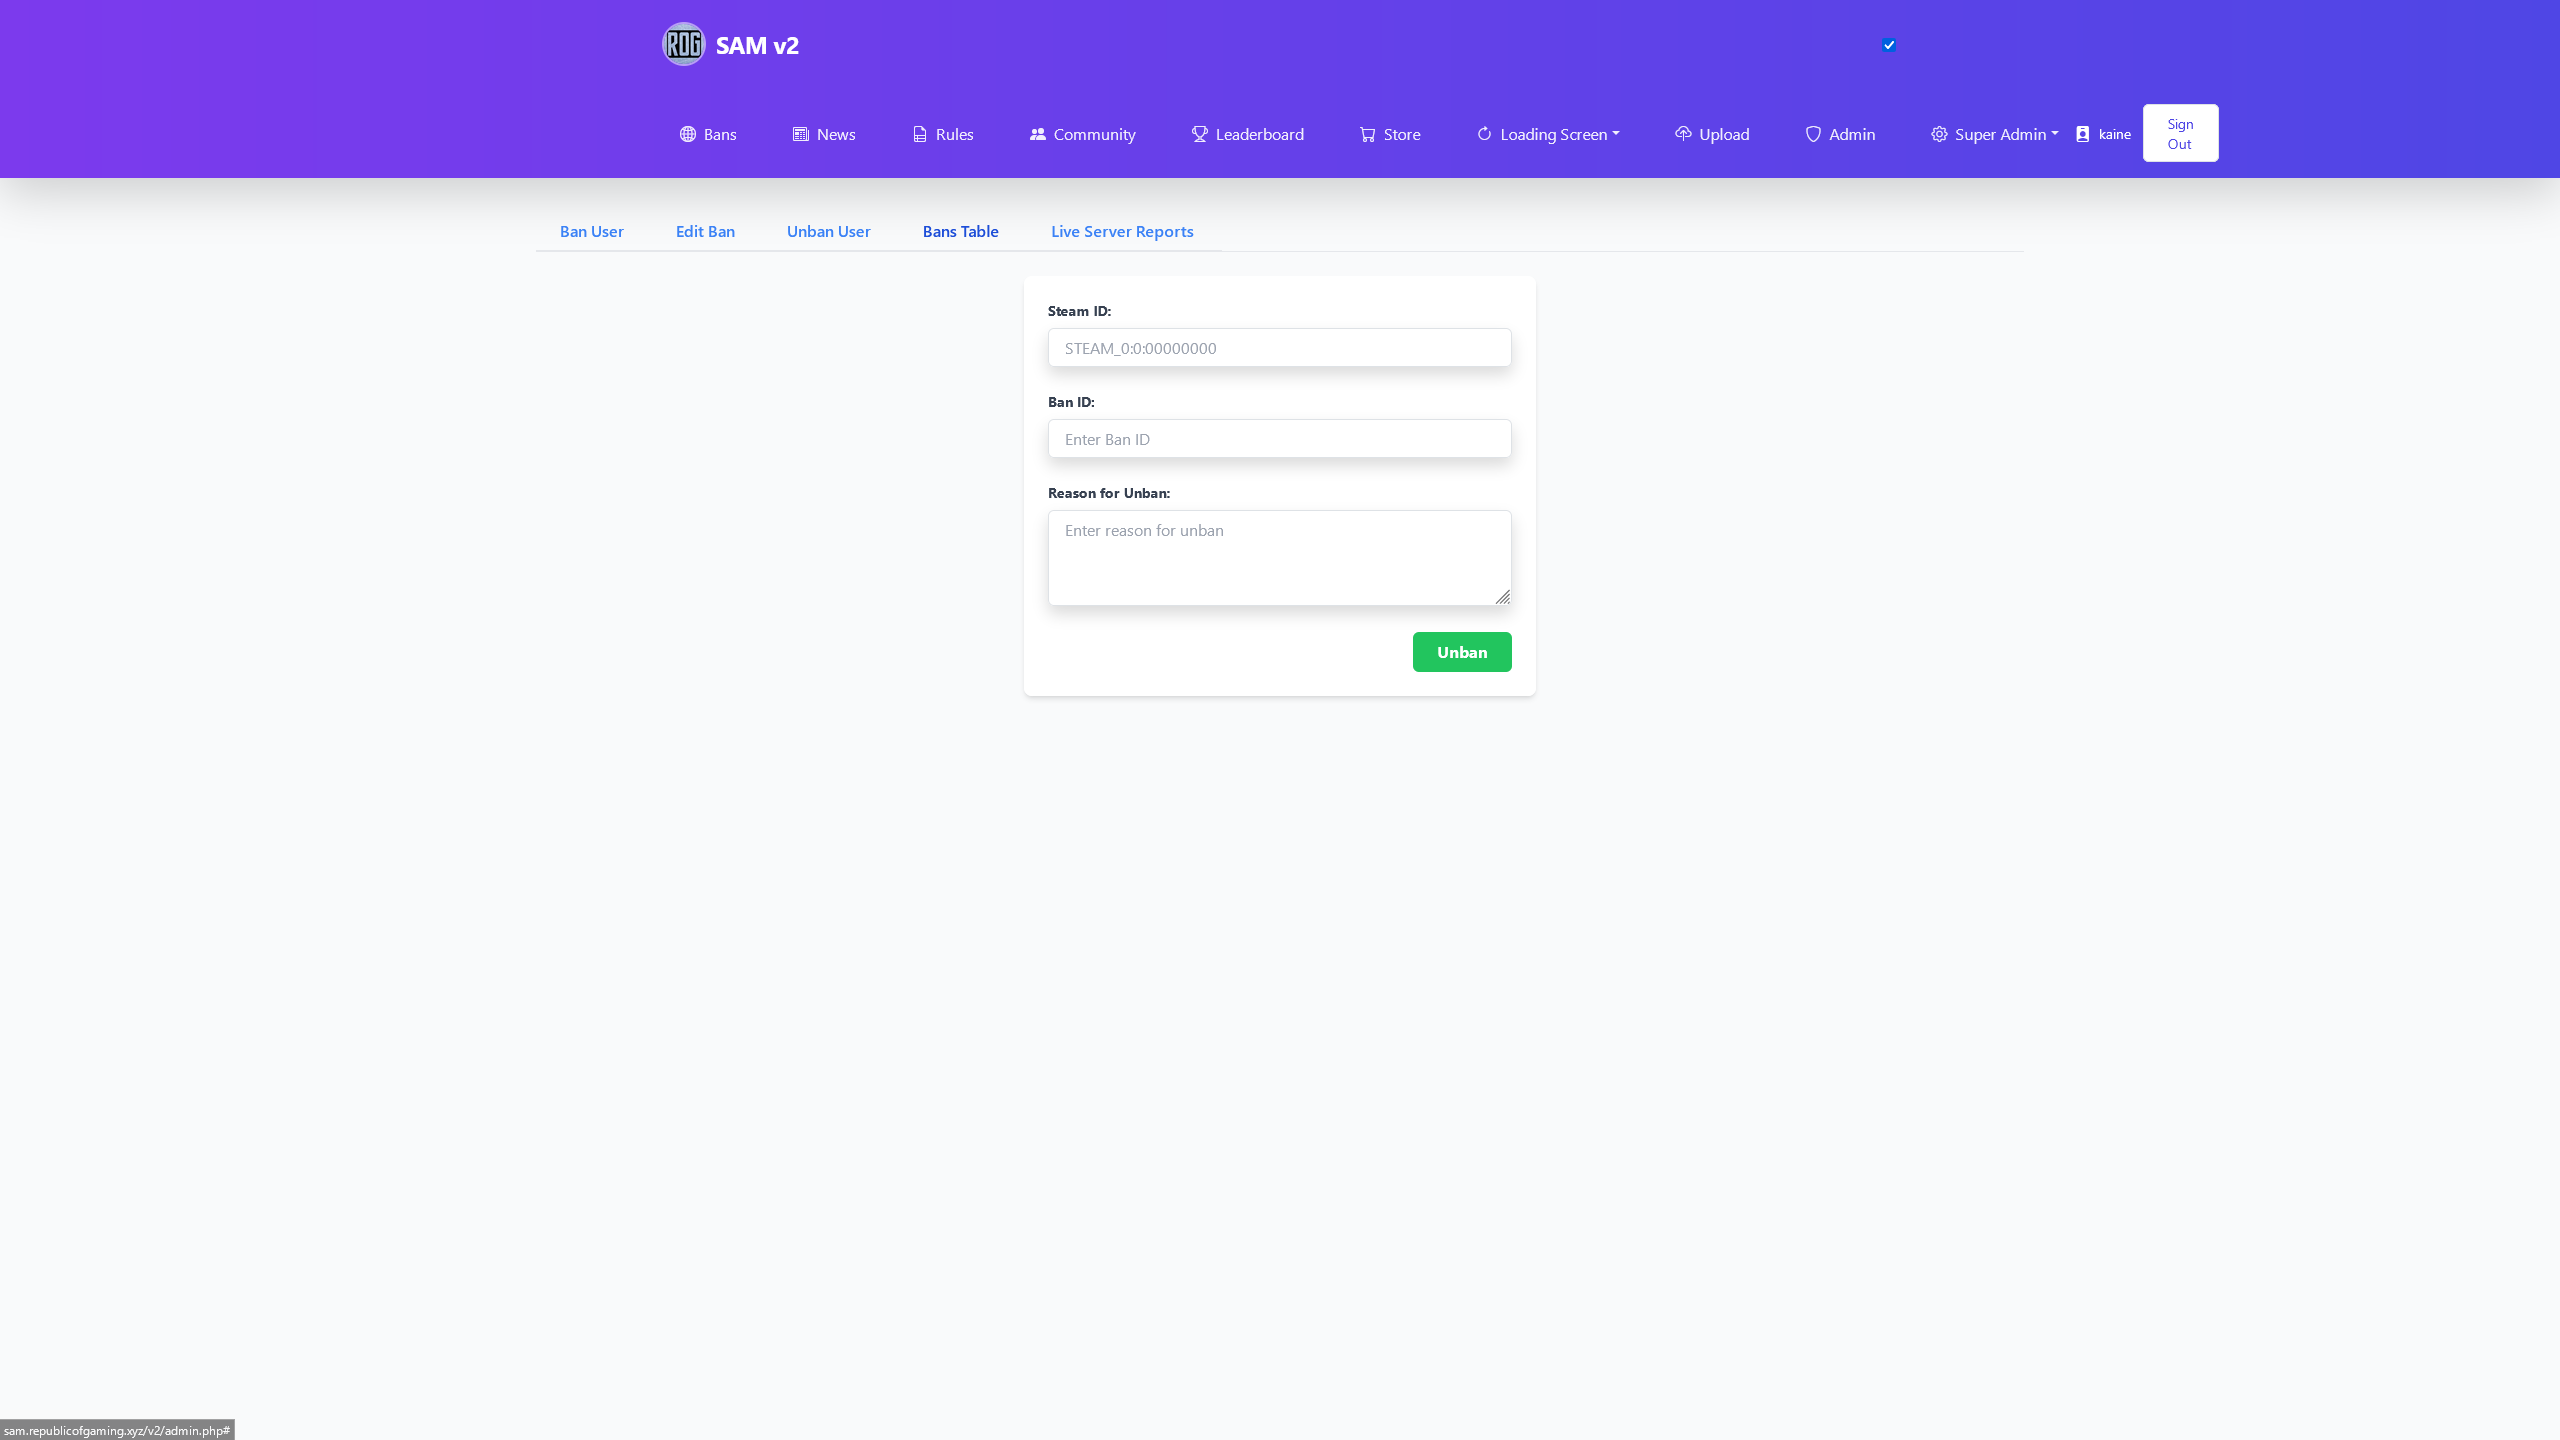 ROG SAM v2
Bans News Rules Community Leaderboard Store Loading Screen Upload Admin Super Admin kaine Sign
Out
Ban User Edit Ban Unban User Bans Table Live Server Reports
Steam ID:
STEAM_0:0:00000000
Ban ID:
Enter Ban ID
Reason for Unban:
Enter reason for unban
Unban
sam.republicofgaming.xyz/v2/admin.php#